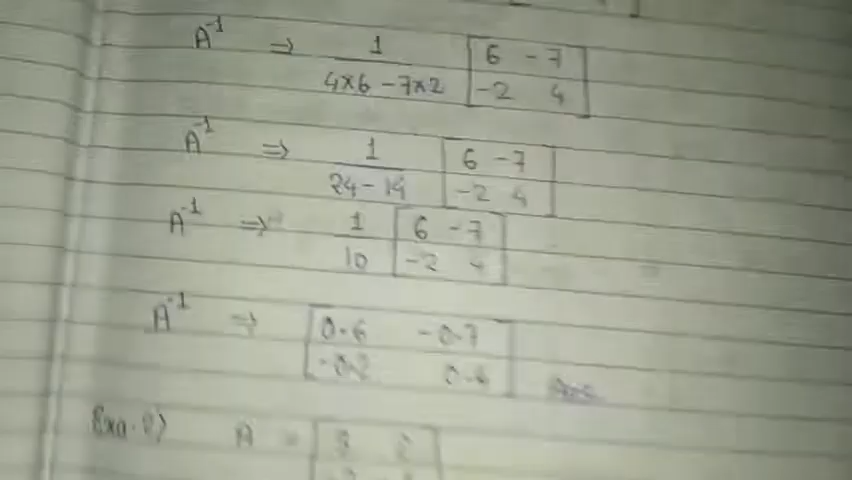 A⁻¹ ⇒ 1 / 4×6 - 7×2 [6 -7
-2 4]
A⁻¹ ⇒ 1 / 24 - 14 [6 -7
-2 4]
A⁻¹ ⇒ 1 / 10 [6 -7
-2 4]
A⁻¹ ⇒ [0.6 -0.7
-0.2 0.4]
A =